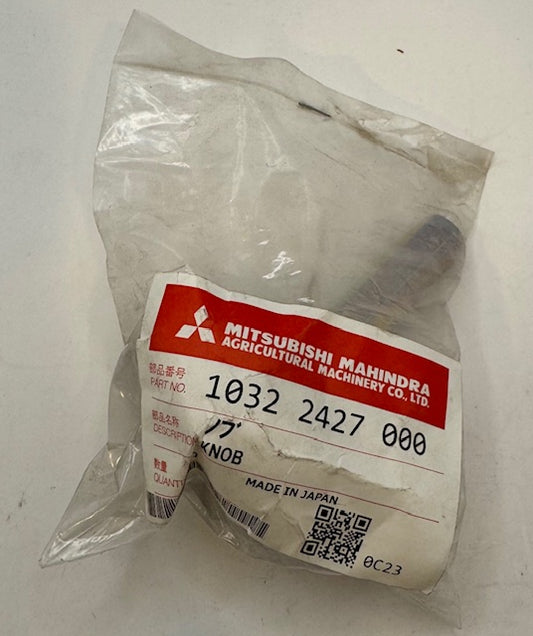 MITSUBISHI MAHINDRA
AGRICULTURAL MACHINERY CO., LTD.
部品番号
PART NO. 1032 2427 000
部品名称
DESCRIPTION KNOB
数量
QUANTITY
MADE IN JAPAN
0C23